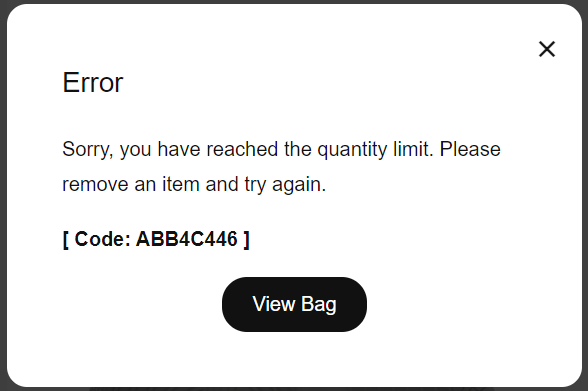 Error
Sorry, you have reached the quantity limit. Please
remove an item and try again.
[ Code: ABB4C446 ]
View Bag